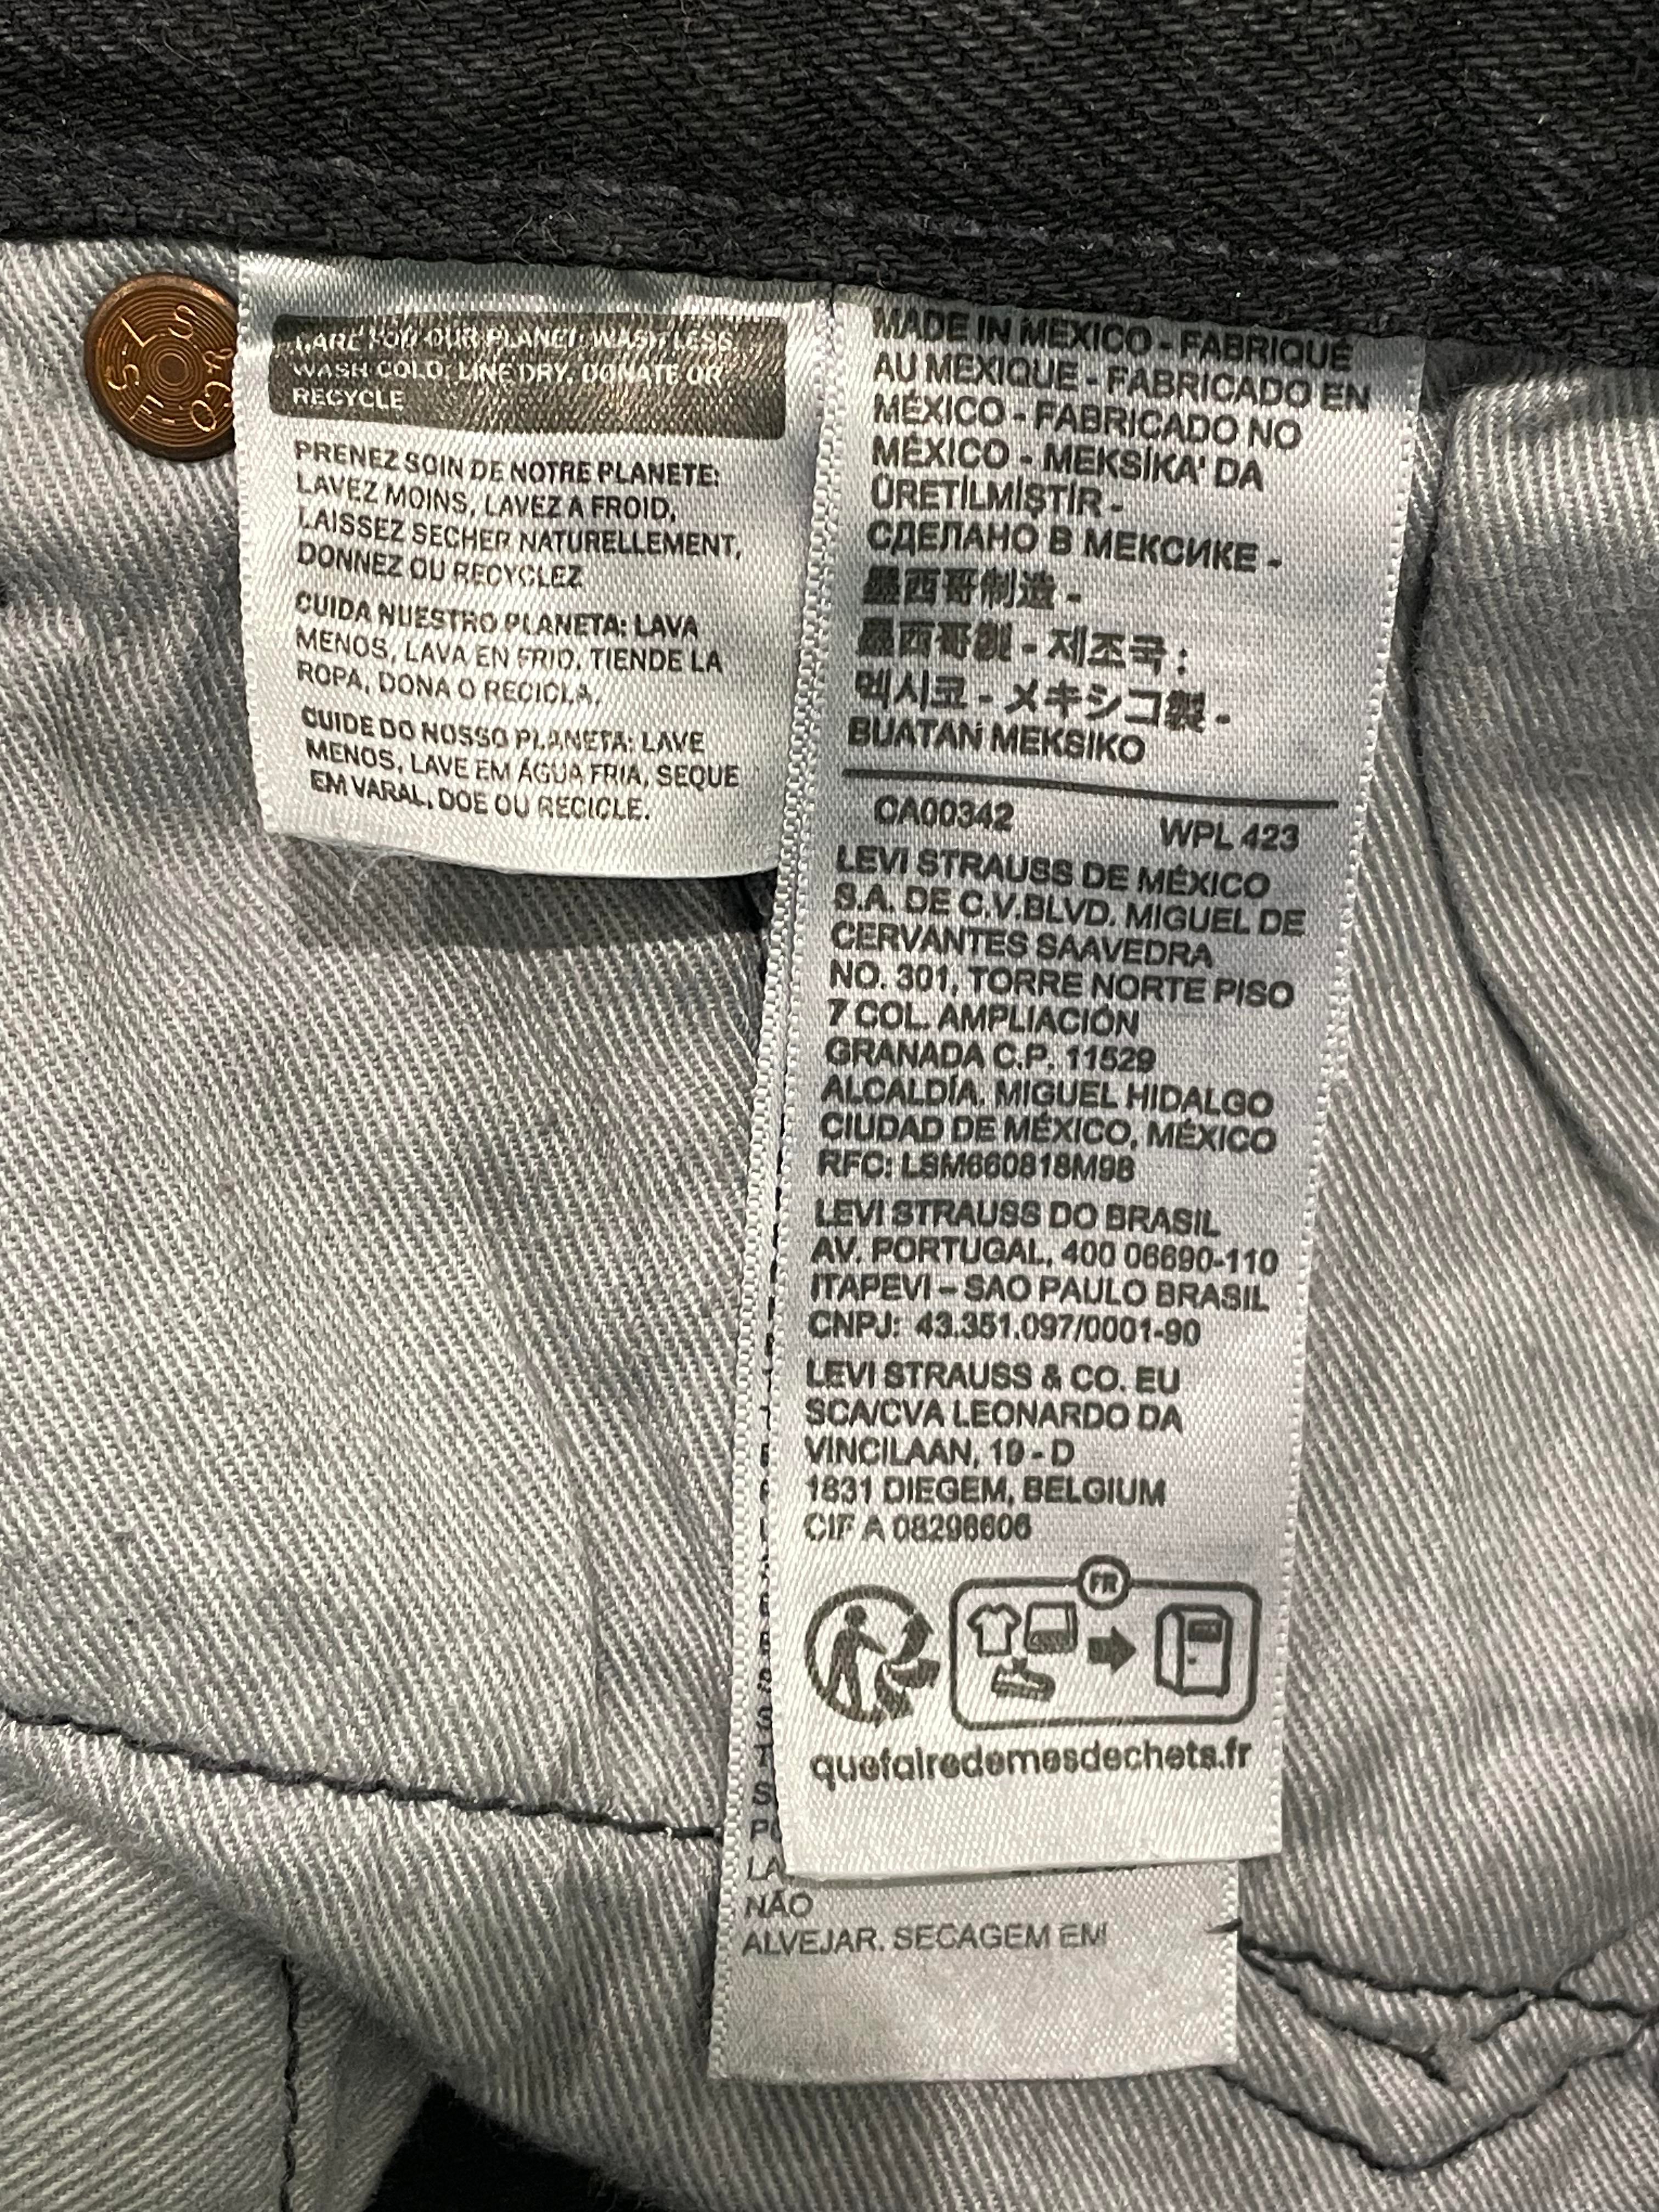 LS
&CO
SF
CARE FOR OUR PLANET: WASH LESS,
WASH COLD, LINE DRY, DONATE OR
RECYCLE
PRENEZ SOIN DE NOTRE PLANETE:
LAVEZ MOINS, LAVEZ A FROID,
LAISSEZ SECHER NATURELLEMENT,
DONNEZ OU RECYCLEZ
CUIDA NUESTRO PLANETA: LAVA
MENOS, LAVA EN FRIO, TIENDE LA
ROPA, DONA O RECICLA.
CUIDE DO NOSSO PLANETA: LAVE
MENOS, LAVE EM ÁGUA FRIA, SEQUE
EM VARAL, DOE OU RECICLE.
MADE IN MEXICO - FABRIQUÉ
AU MEXIQUE - FABRICADO EN
MÉXICO - FABRICADO NO
MÉXICO - MEKSİKA' DA
ÜRETİLMİŞTİR -
СДЕЛАНО В МЕКСИКЕ -
墨西哥制造 -
墨西哥製 - 제조국 :
멕시코 - メキシコ製 -
BUATAN MEKSIKO
CA00342 WPL 423
LEVI STRAUSS DE MÉXICO
S.A. DE C.V.BLVD. MIGUEL DE
CERVANTES SAAVEDRA
NO. 301, TORRE NORTE PISO
7 COL. AMPLIACIÓN
GRANADA C.P. 11529
ALCALDÍA. MIGUEL HIDALGO
CIUDAD DE MÉXICO, MÉXICO
RFC: LSM660818M98
LEVI STRAUSS DO BRASIL
AV. PORTUGAL, 400 06690-110
ITAPEVI – SAO PAULO BRASIL
CNPJ: 43.351.097/0001-90
LEVI STRAUSS & CO. EU
SCA/CVA LEONARDO DA
VINCILAAN, 19 - D
1831 DIEGEM, BELGIUM
CIF A 08296606
FR
quefairedemesdechets.fr
NÃO
ALVEJAR. SECAGEM EM